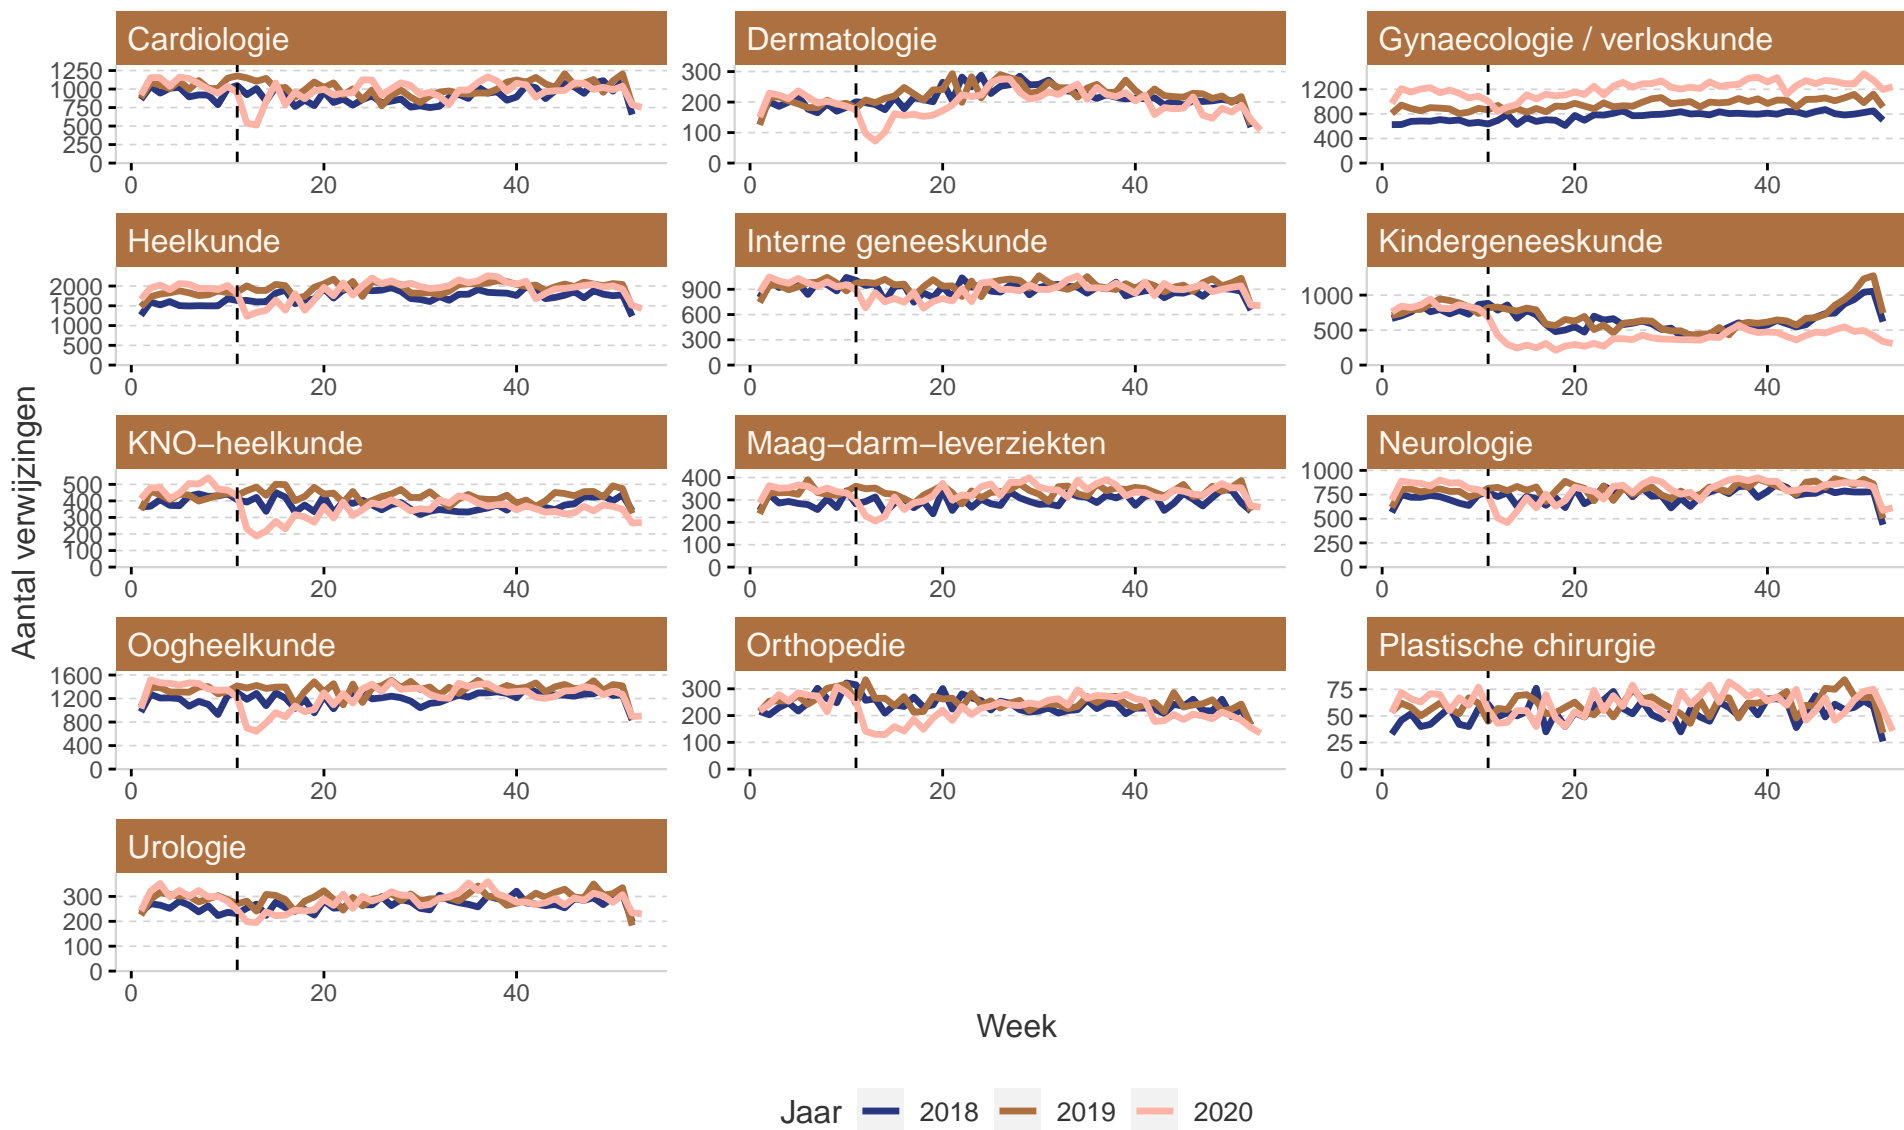 Cardiologie
Dermatologie
Gynaecologie / verloskunde
1250
1000
750
500
250
0
0 20 40
300
200
100
0
0 20 40
1200
800
400
0
0 20 40
Heelkunde
Interne geneeskunde
Kindergeneeskunde
2000
1500
1000
500
0
0 20 40
900
600
300
0
0 20 40
1000
500
0
0 20 40
Aantal verwijzingen
KNO−heelkunde
Maag−darm−leverziekten
Neurologie
500
400
300
200
100
0
0 20 40
400
300
200
100
0
0 20 40
1000
750
500
250
0
0 20 40
Oogheelkunde
Orthopedie
Plastische chirurgie
1600
1200
800
400
0
0 20 40
300
200
100
0
0 20 40
75
50
25
0
0 20 40
Urologie
300
200
100
0
0 20 40
Week
Jaar 2018 2019 2020